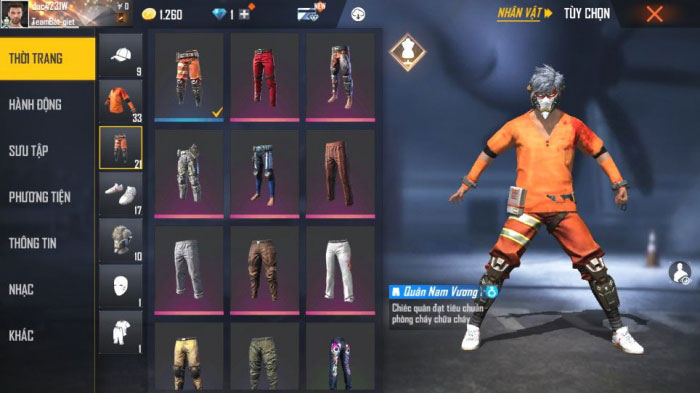 1.260
1
NHÂN VẬT
TÙY CHỌN
THỜI TRANG
HÀNH ĐỘNG
SƯU TẬP
PHƯƠNG TIỆN
THÔNG TIN
NHẠC
KHÁC
9
33
21
17
10
1
1
Quần Nam Vương
Chiếc quần đạt tiêu chuẩn
phòng cháy chữa cháy